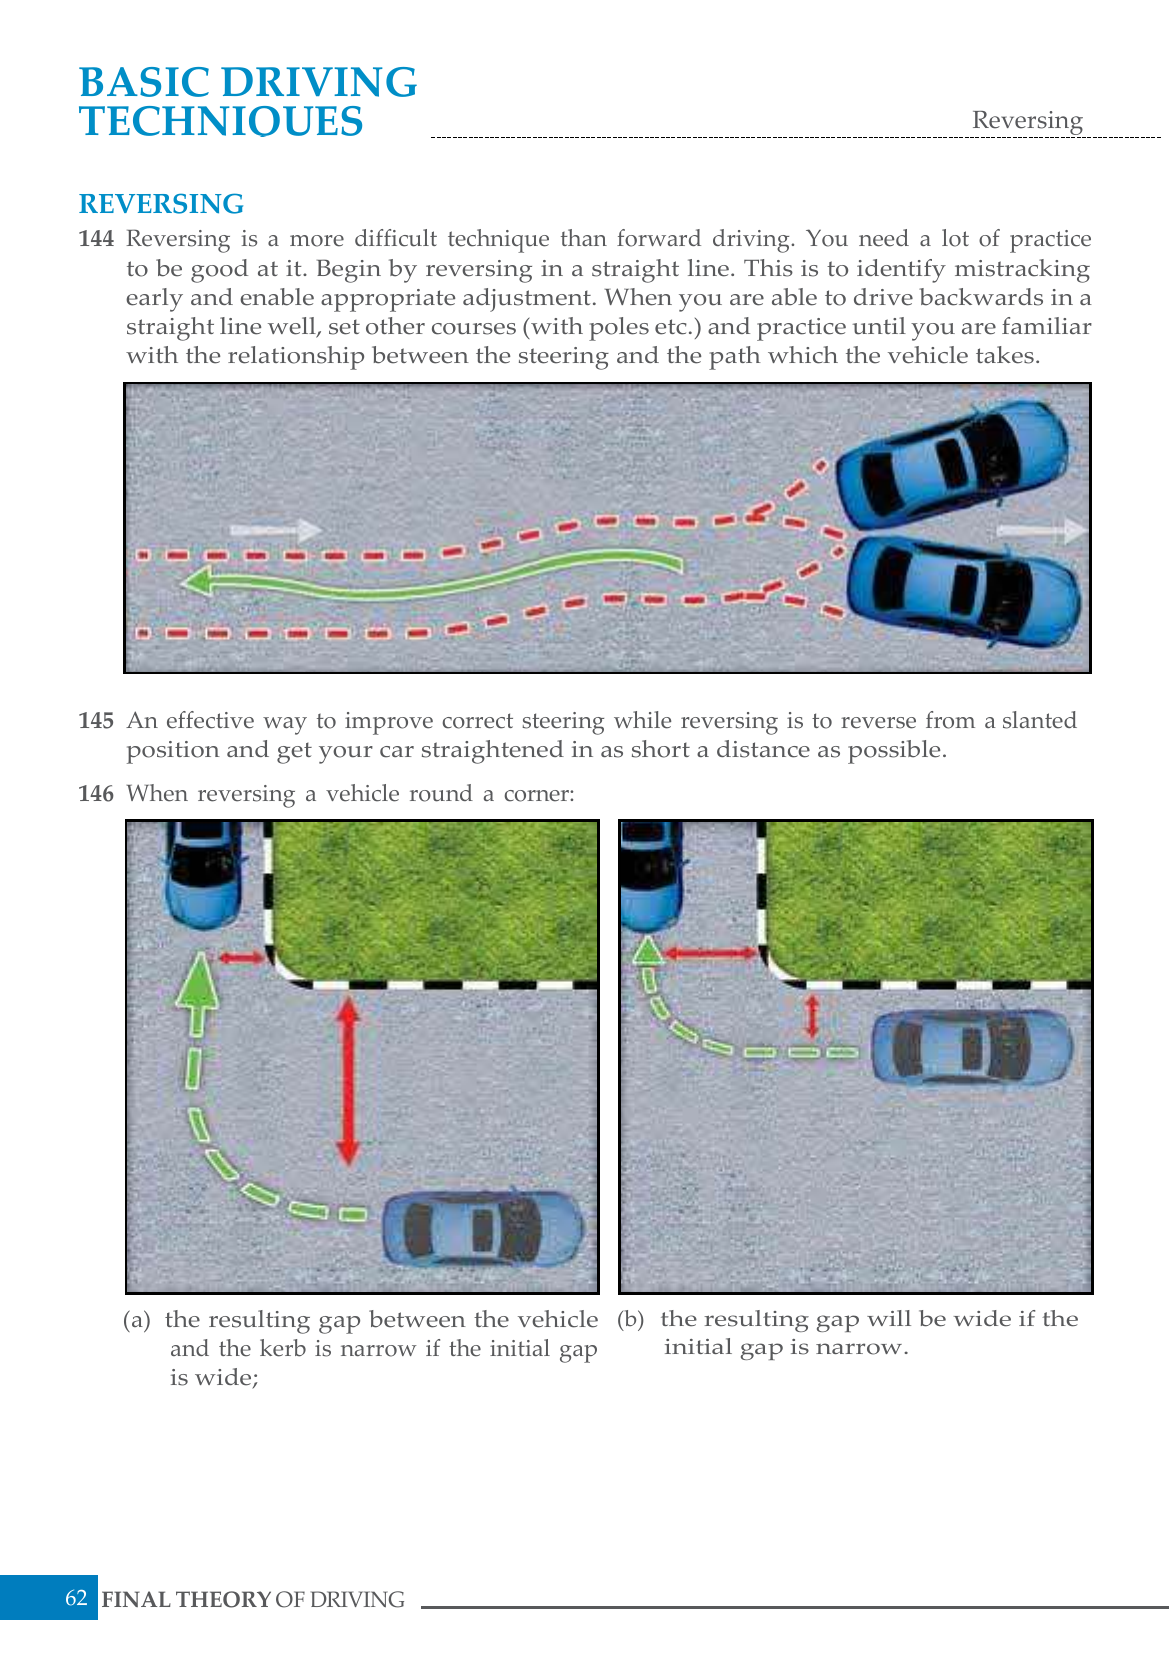 BASIC DRIVING
TECHNIQUES
Reversing
REVERSING
144 Reversing is a more difficult technique than forward driving. You need a lot of practice
to be good at it. Begin by reversing in a straight line. This is to identify mistracking
early and enable appropriate adjustment. When you are able to drive backwards in a
straight line well, set other courses (with poles etc.) and practice until you are familiar
with the relationship between the steering and the path which the vehicle takes.
145 An effective way to improve correct steering while reversing is to reverse from a slanted
position and get your car straightened in as short a distance as possible.
146 When reversing a vehicle round a corner:
(a) the resulting gap between the vehicle
and the kerb is narrow if the initial gap
is wide;
(b) the resulting gap will be wide if the
initial gap is narrow.
62 FINAL THEORY OF DRIVING